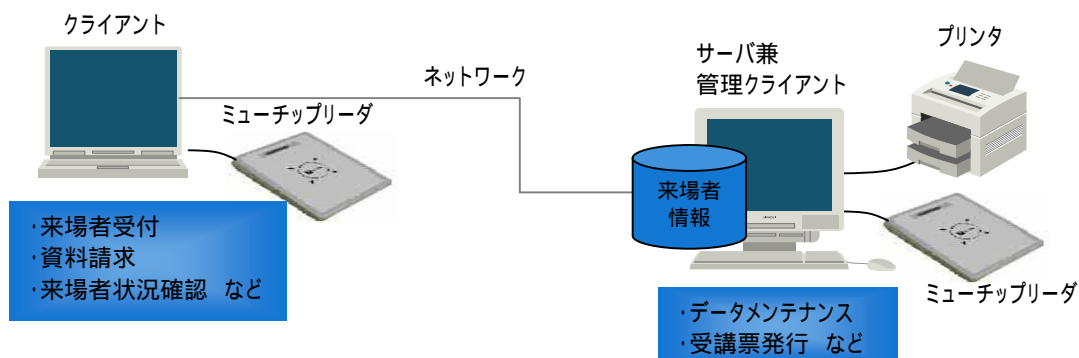 クライアント
ミューチップリーダ
ネットワーク
・来場者受付
・資料請求
・来場者状況確認 など
サーバ兼
管理クライアント
プリンタ
来場者
情報
ミューチップリーダ
・データメンテナンス
・受講票発行 など